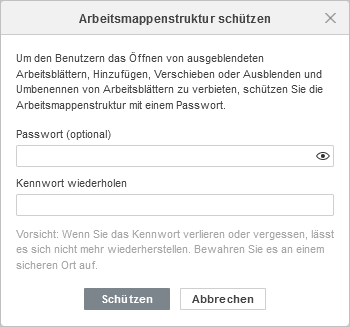 Arbeitsmappenstruktur schützen
Um den Benutzern das Öffnen von ausgeblendeten
Arbeitsblättern, Hinzufügen, Verschieben oder Ausblenden und
Umbenennen von Arbeitsblättern zu verbieten, schützen Sie die
Arbeitsmappenstruktur mit einem Passwort.
Passwort (optional)
Kennwort wiederholen
Vorsicht: Wenn Sie das Kennwort verlieren oder vergessen, lässt
es sich nicht mehr wiederherstellen. Bewahren Sie es an einem
sicheren Ort auf.
Schützen Abbrechen